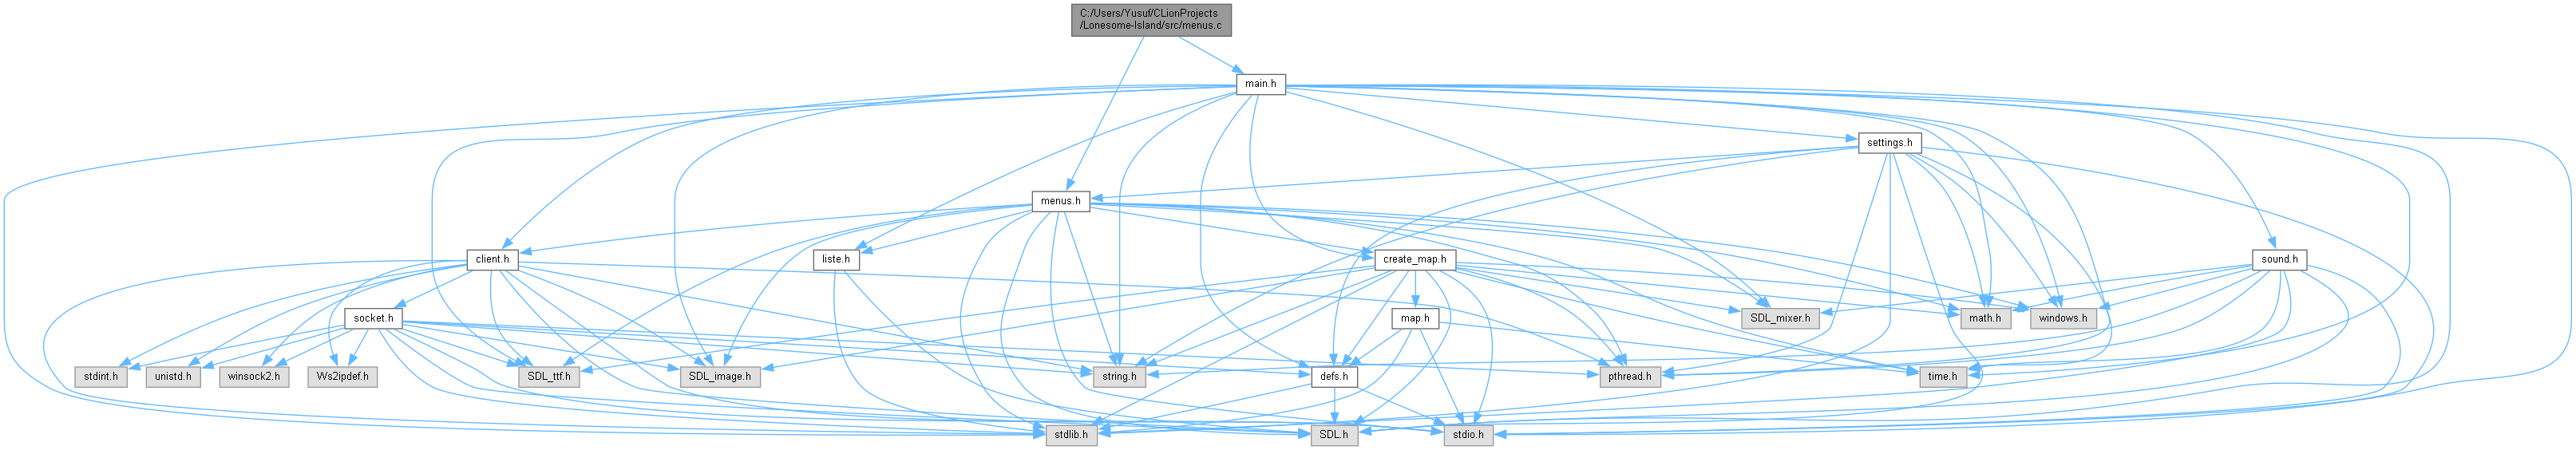 C:/Users/Yusuf/CLionProjects
/Lonesome-Island/src/menus.c
main.h
settings.h
menus.h
client.h
liste.h
create_map.h
sound.h
socket.h
map.h
SDL_mixer.h
math.h
windows.h
stdint.h
unistd.h
winsock2.h
Ws2ipdef.h
SDL_ttf.h
SDL_image.h
string.h
defs.h
pthread.h
time.h
stdlib.h
SDL.h
stdio.h